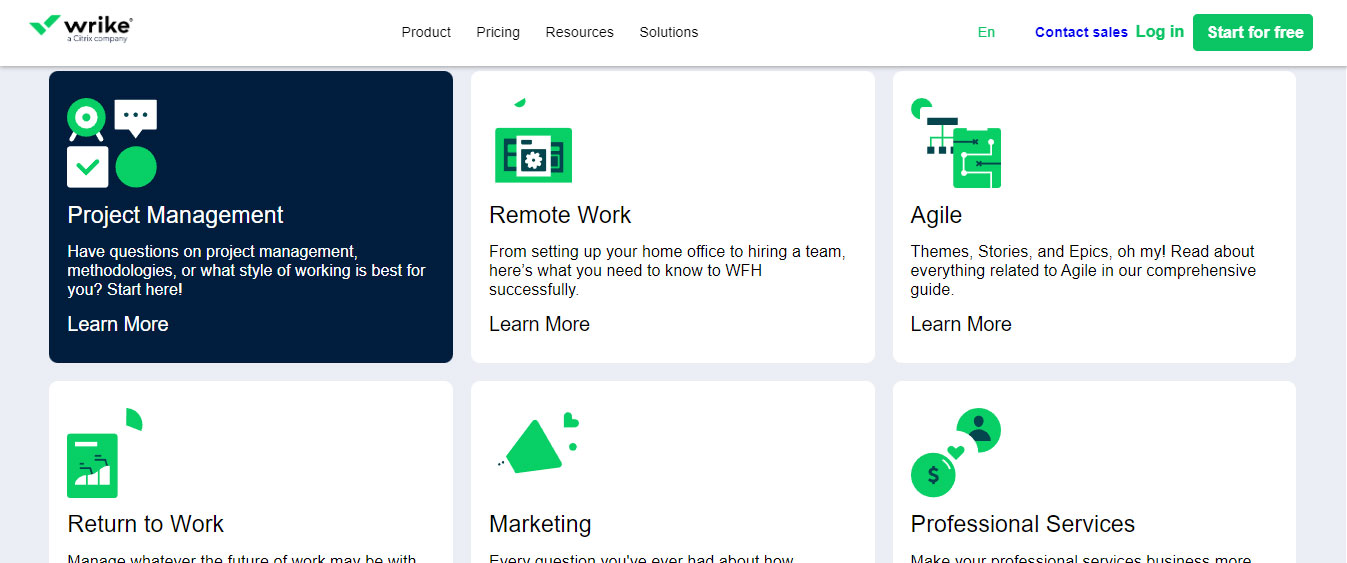 wrike
a Citrix company
Product Pricing Resources Solutions En Contact sales Log in Start for free
Project Management
Have questions on project management,
methodologies, or what style of working is best for
you? Start here!
Learn More
Remote Work
From setting up your home office to hiring a team,
here's what you need to know to WFH
successfully.
Learn More
Agile
Themes, Stories, and Epics, oh my! Read about
everything related to Agile in our comprehensive
guide.
Learn More
Return to Work
Manage whatever the future of work may be with
Marketing
Every question you've ever had about how
Professional Services
Make your professional services business more
$